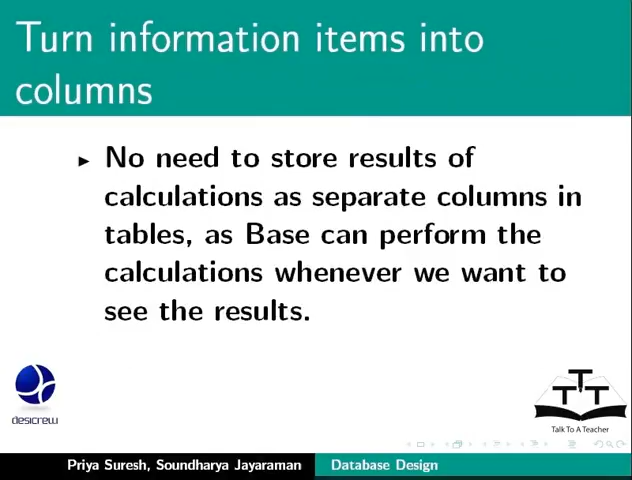 Turn information items into
columns
No need to store results of
calculations as separate columns in
tables, as Base can perform the
calculations whenever we want to
see the results.
desicrew
TTT
Talk To A Teacher
Priya Suresh, Soundharya Jayaraman Database Design